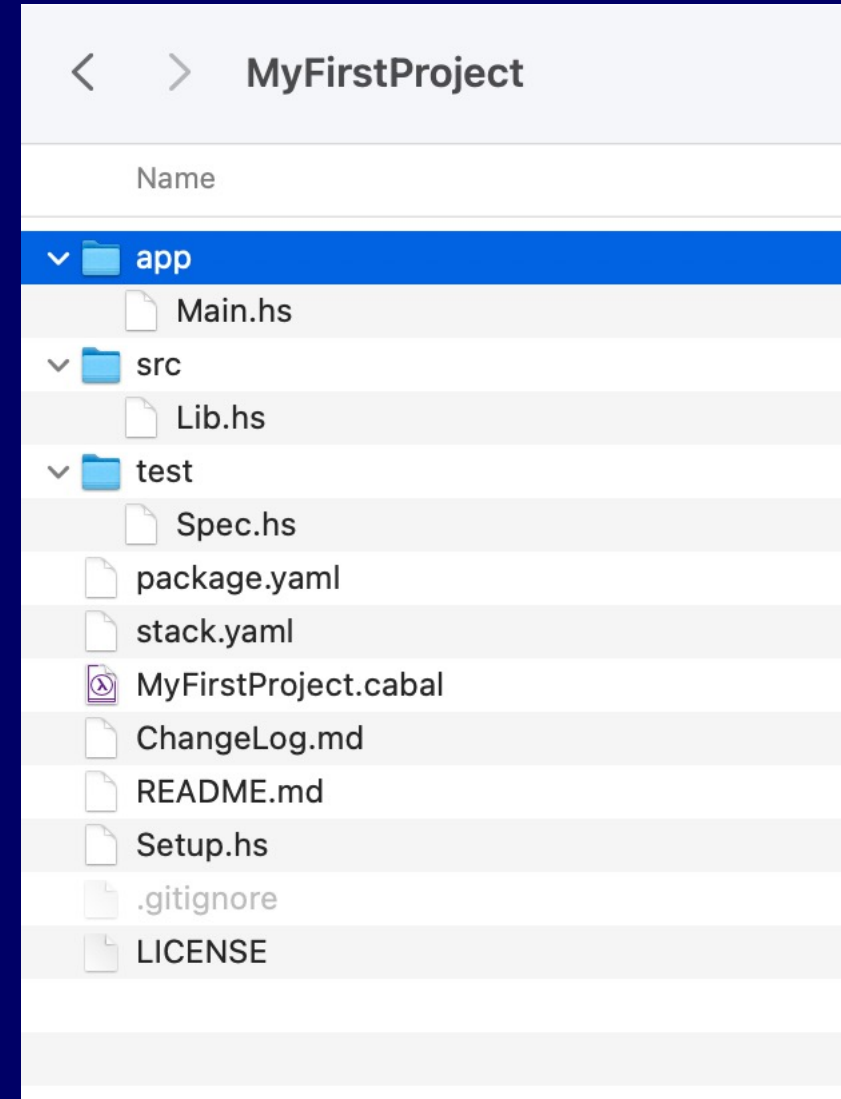 MyFirstProject
Name
app
Main.hs
src
Lib.hs
test
Spec.hs
package.yaml
stack.yaml
MyFirstProject.cabal
ChangeLog.md
README.md
Setup.hs
.gitignore
LICENSE